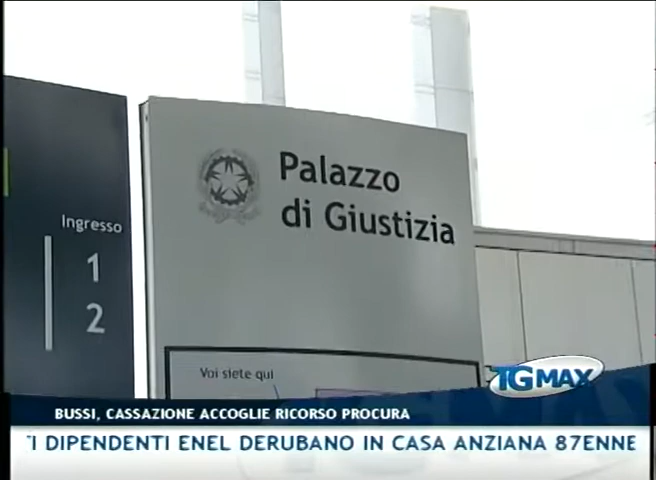 Palazzo
di Giustizia
Ingresso
1
2
Voi siete qui
TGMAX
BUSSI, CASSAZIONE ACCOGLIE RICORSO PROCURA
DIPENDENTI ENEL DERUBANO IN CASA ANZIANA 87ENNE